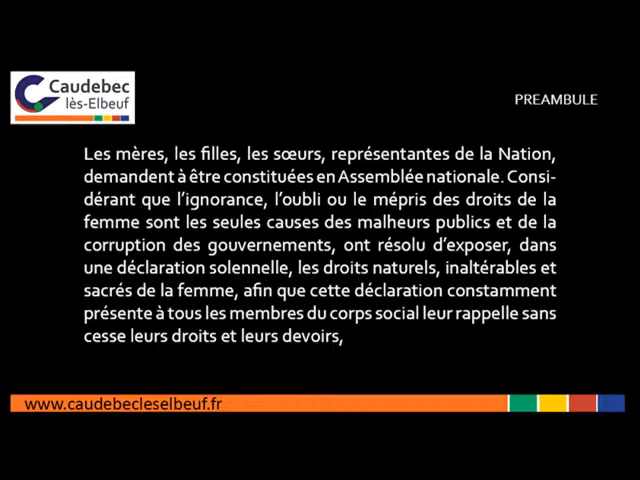 Caudebec
lès-Elbeuf
PREAMBULE
Les mères, les filles, les sœurs, représentantes de la Nation,
demandent à être constituées en Assemblée nationale. Consi-
dérant que l’ignorance, l’oubli ou le mépris des droits de la
femme sont les seules causes des malheurs publics et de la
corruption des gouvernements, ont résolu d’exposer, dans
une déclaration solennelle, les droits naturels, inaltérables et
sacrés de la femme, afin que cette déclaration constamment
présente à tous les membres du corps social leur rappelle sans
cesse leurs droits et leurs devoirs,
www.caudebecleselbeuf.fr